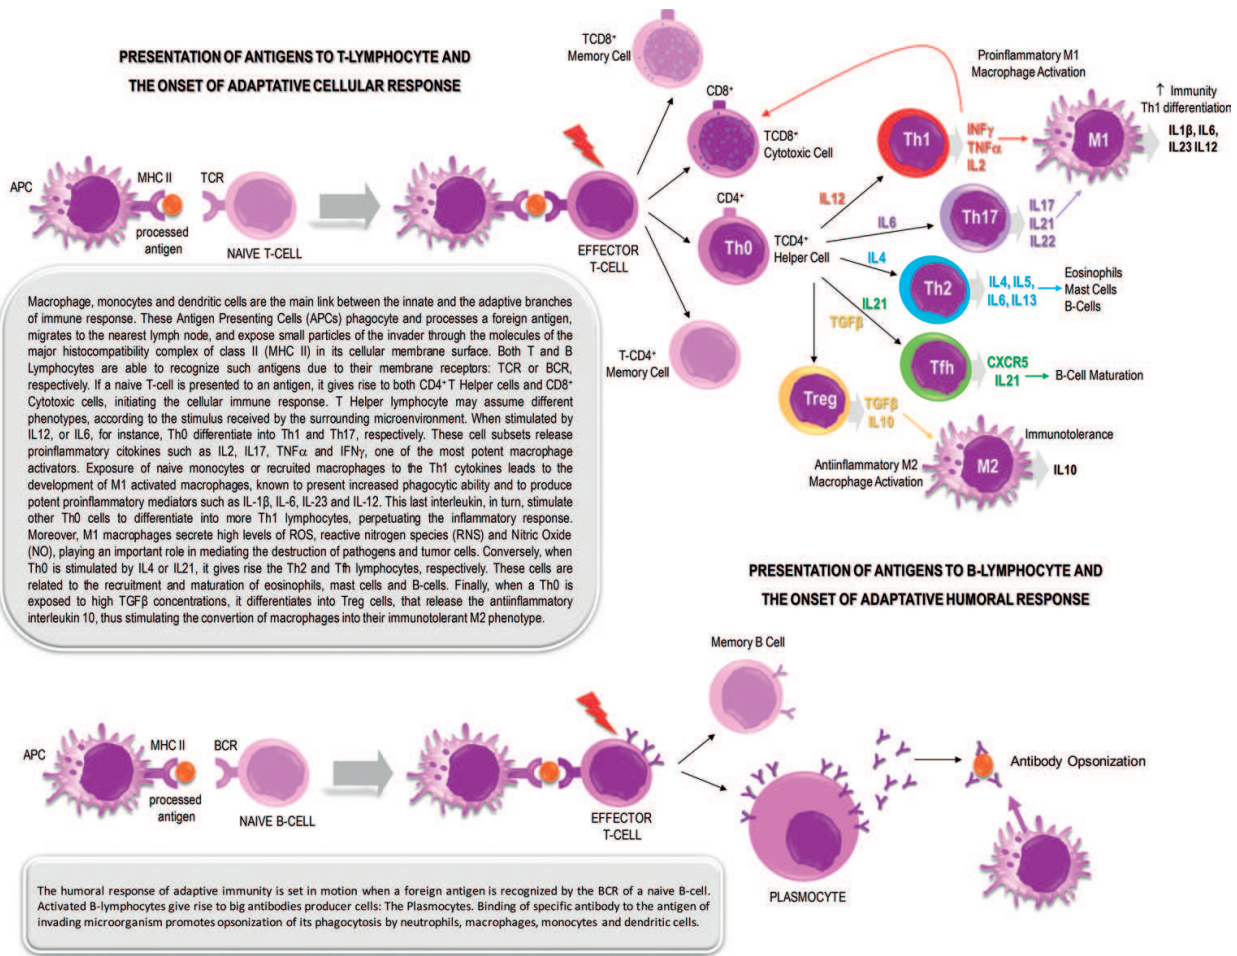 PRESENTATION OF ANTIGENS TO T-LYMPHOCYTE AND
THE ONSET OF ADAPTATIVE CELLULAR RESPONSE
APC
MHC II
TCR
processed
antigen
NAIVE T-CELL
EFFECTOR
T-CELL
TCD8⁺
Memory Cell
CD8⁺
TCD8⁺
Cytotoxic Cell
CD4⁺
Th0
TCD4⁺
Helper Cell
T-CD4⁺
Memory Cell
IL12
IL6
IL4
IL21
TGFβ
Proinflammatory M1
Macrophage Activation
Th1
INFγ
TNFα
IL2
M1
↑ Immunity
Th1 differentiation
IL1β, IL6,
IL23 IL12
Th17
IL17
IL21
IL22
Th2
IL4, IL5,
IL6, IL13
Eosinophils
Mast Cells
B-Cells
Tfh
CXCR5
IL21
B-Cell Maturation
Treg
TGFβ
IL10
Antiinflammatory M2
Macrophage Activation
M2
Immunotolerance
IL10
Macrophage, monocytes and dendritic cells are the main link between the innate and the adaptive branches
of immune response. These Antigen Presenting Cells (APCs) phagocyte and processes a foreign antigen,
migrates to the nearest lymph node, and expose small particles of the invader through the molecules of the
major histocompatibility complex of class II (MHC II) in its cellular membrane surface. Both T and B
Lymphocytes are able to recognize such antigens due to their membrane receptors: TCR or BCR,
respectively. If a naive T-cell is presented to an antigen, it gives rise to both CD4⁺ T Helper cells and CD8⁺
Cytotoxic cells, initiating the cellular immune response. T Helper lymphocyte may assume different
phenotypes, according to the stimulus received by the surrounding microenvironment. When stimulated by
IL12, or IL6, for instance, Th0 differentiate into Th1 and Th17, respectively. These cell subsets release
proinflammatory citokines such as IL2, IL17, TNFα and IFNγ, one of the most potent macrophage
activators. Exposure of naive monocytes or recruited macrophages to the Th1 cytokines leads to the
development of M1 activated macrophages, known to present increased phagocytic ability and to produce
potent proinflammatory mediators such as IL-1β, IL-6, IL-23 and IL-12. This last interleukin, in turn, stimulate
other Th0 cells to differentiate into more Th1 lymphocytes, perpetuating the inflammatory response.
Moreover, M1 macrophages secrete high levels of ROS, reactive nitrogen species (RNS) and Nitric Oxide
(NO), playing an important role in mediating the destruction of pathogens and tumor cells. Conversely, when
Th0 is stimulated by IL4 or IL21, it gives rise the Th2 and Tfh lymphocytes, respectively. These cells are
related to the recruitment and maturation of eosinophils, mast cells and B-cells. Finally, when a Th0 is
exposed to high TGFβ concentrations, it differentiates into Treg cells, that release the antiinflammatory
interleukin 10, thus stimulating the convertion of macrophages into their immunotolerant M2 phenotype.
PRESENTATION OF ANTIGENS TO B-LYMPHOCYTE AND
THE ONSET OF ADAPTATIVE HUMORAL RESPONSE
APC
MHC II
BCR
processed
antigen
NAIVE B-CELL
EFFECTOR
T-CELL
Memory B Cell
PLASMOCYTE
Antibody Opsonization
The humoral response of adaptive immunity is set in motion when a foreign antigen is recognized by the BCR of a naive B-cell.
Activated B-lymphocytes give rise to big antibodies producer cells: The Plasmocytes. Binding of specific antibody to the antigen of
invading microorganism promotes opsonization of its phagocytosis by neutrophils, macrophages, monocytes and dendritic cells.